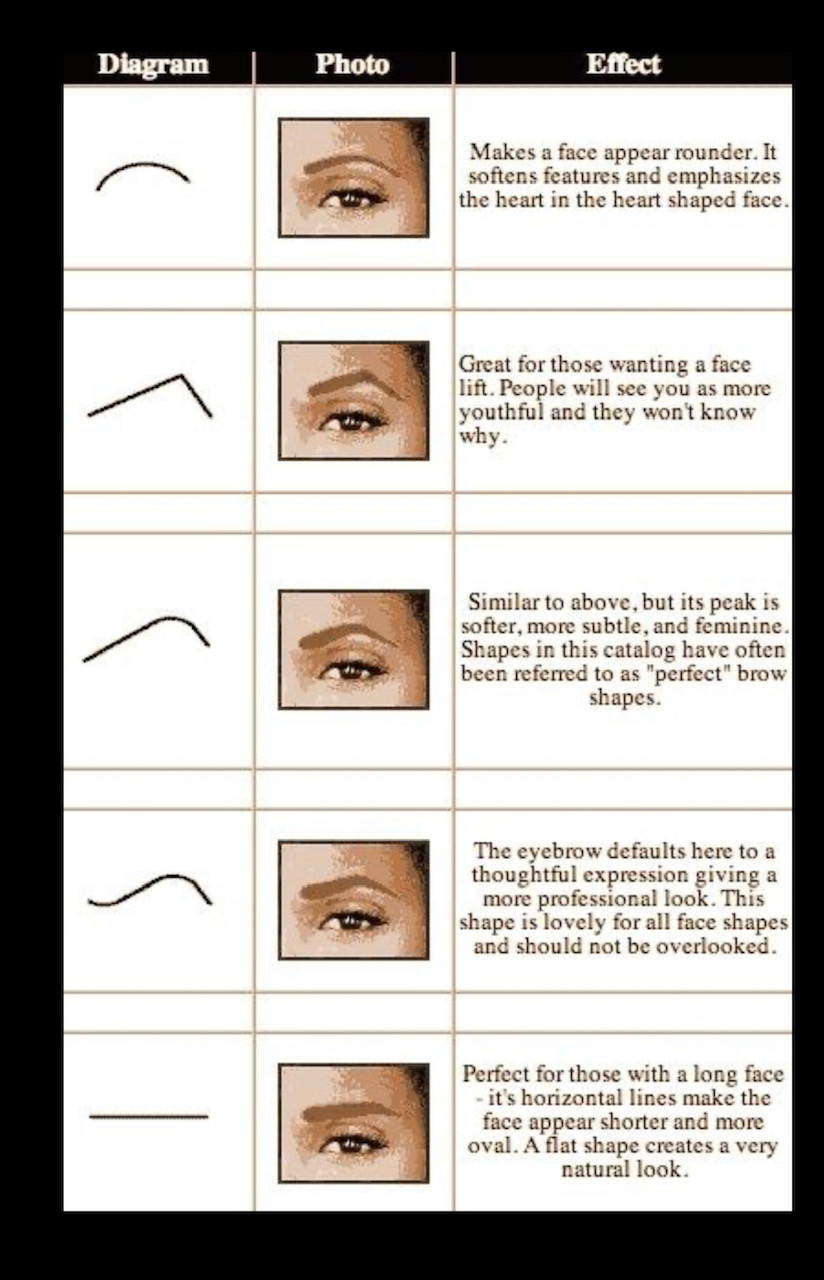 Diagram Photo Effect
Makes a face appear rounder. It
softens features and emphasizes
the heart in the heart shaped face.
Great for those wanting a face
lift. People will see you as more
youthful and they won't know
why.
Similar to above, but its peak is
softer, more subtle, and feminine.
Shapes in this catalog have often
been referred to as "perfect" brow
shapes.
The eyebrow defaults here to a
thoughtful expression giving a
more professional look. This
shape is lovely for all face shapes
and should not be overlooked.
Perfect for those with a long face
- it's horizontal lines make the
face appear shorter and more
oval. A flat shape creates a very
natural look.